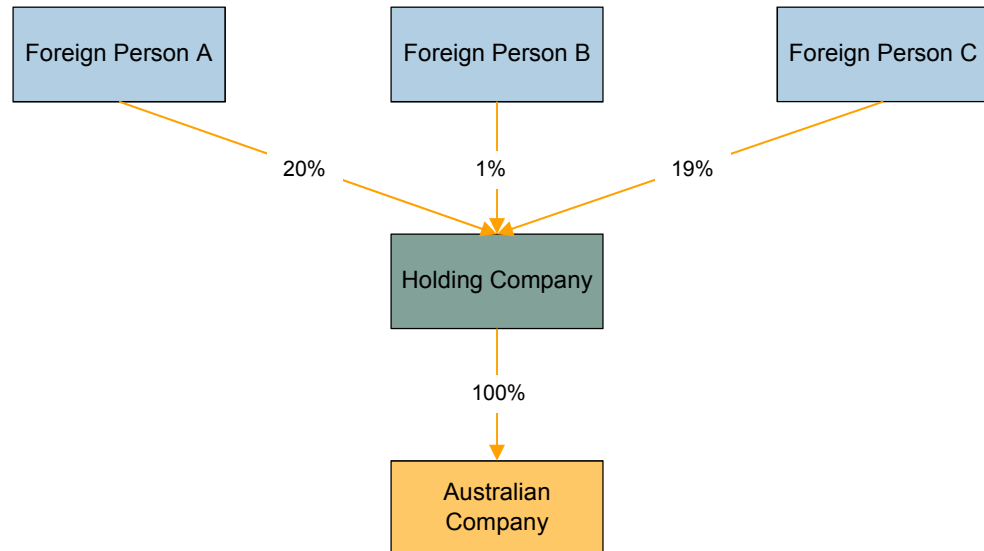 Foreign Person A
Foreign Person B
Foreign Person C
20%
1%
19%
Holding Company
100%
Australian
Company